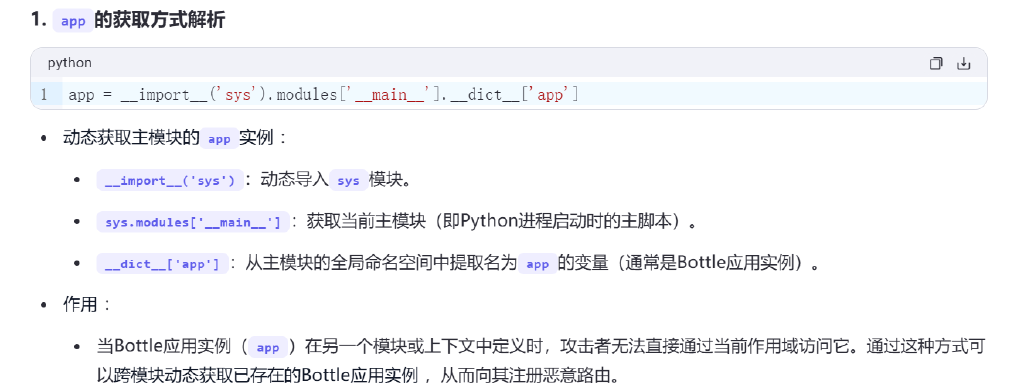 1. app 的获取方式解析
python
1 app = __import__('sys').modules['__main__'].__dict__['app']
• 动态获取主模块的 app 实例：
• __import__('sys')：动态导入 sys 模块。
• sys.modules['__main__']：获取当前主模块（即Python进程启动时的主脚本）。
• __dict__['app']：从主模块的全局命名空间中提取名为 app 的变量（通常是Bottle应用实例）。
• 作用：
• 当Bottle应用实例（ app ）在另一个模块或上下文中定义时，攻击者无法直接通过当前作用域访问它。通过这种方式可
以跨模块动态获取已存在的Bottle应用实例，从而向其注册恶意路由。